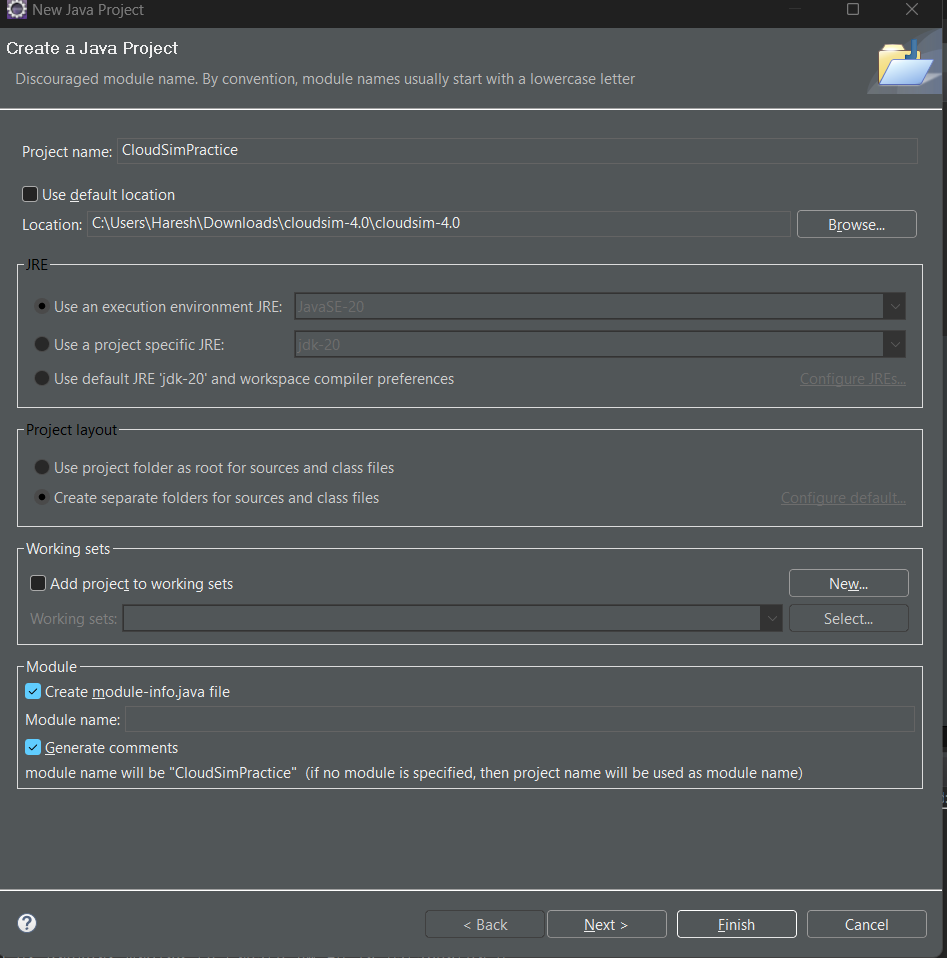 New Java Project
Create a Java Project
Discouraged module name. By convention, module names usually start with a lowercase letter
Project name: CloudSimPractice
Use default location
Location: C:\Users\Haresh\Downloads\cloudsim-4.0\cloudsim-4.0 Browse...
JRE
Use an execution environment JRE: JavaSE-20
Use a project specific JRE: jdk-20
Use default JRE 'jdk-20' and workspace compiler preferences Configure JREs...
Project layout
Use project folder as root for sources and class files
Create separate folders for sources and class files Configure default...
Working sets
Add project to working sets New...
Working sets: Select...
Module
Create module-info.java file
Module name:
Generate comments
module name will be "CloudSimPractice" (if no module is specified, then project name will be used as module name)
? < Back Next > Finish Cancel